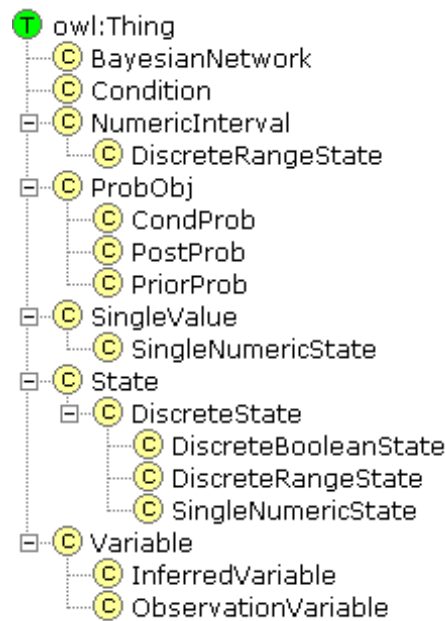 T owl:Thing
C BayesianNetwork
C Condition
C NumericInterval
C DiscreteRangeState
C ProbObj
C CondProb
C PostProb
C PriorProb
C SingleValue
C SingleNumericState
C State
C DiscreteState
C DiscreteBooleanState
C DiscreteRangeState
C SingleNumericState
C Variable
C InferredVariable
C ObservationVariable